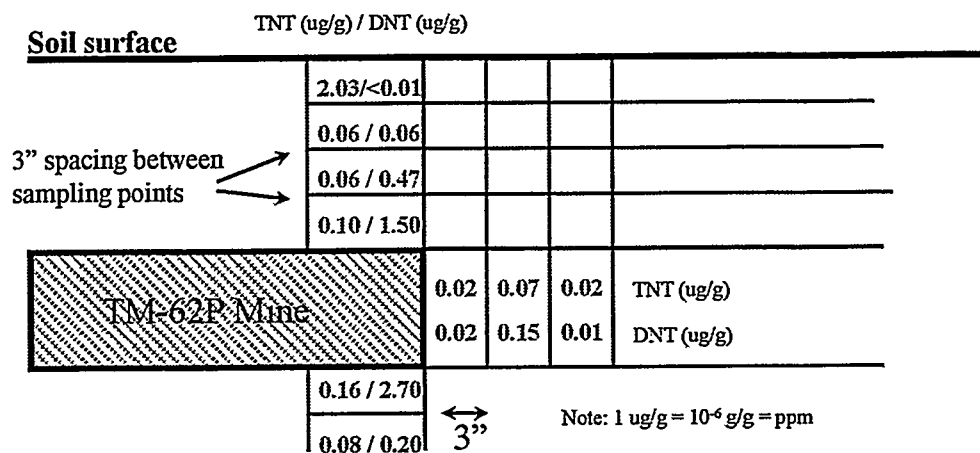 TNT (ug/g) / DNT (ug/g)
Soil surface
2.03/<0.01
0.06 / 0.06
3” spacing between
sampling points
0.06 / 0.47
0.10 / 1.50
TM-62P Mine
0.02 0.07 0.02 TNT (ug/g)
0.02 0.15 0.01 DNT (ug/g)
0.16 / 2.70
0.08 / 0.20
3”
Note: 1 ug/g = 10⁻⁶ g/g = ppm